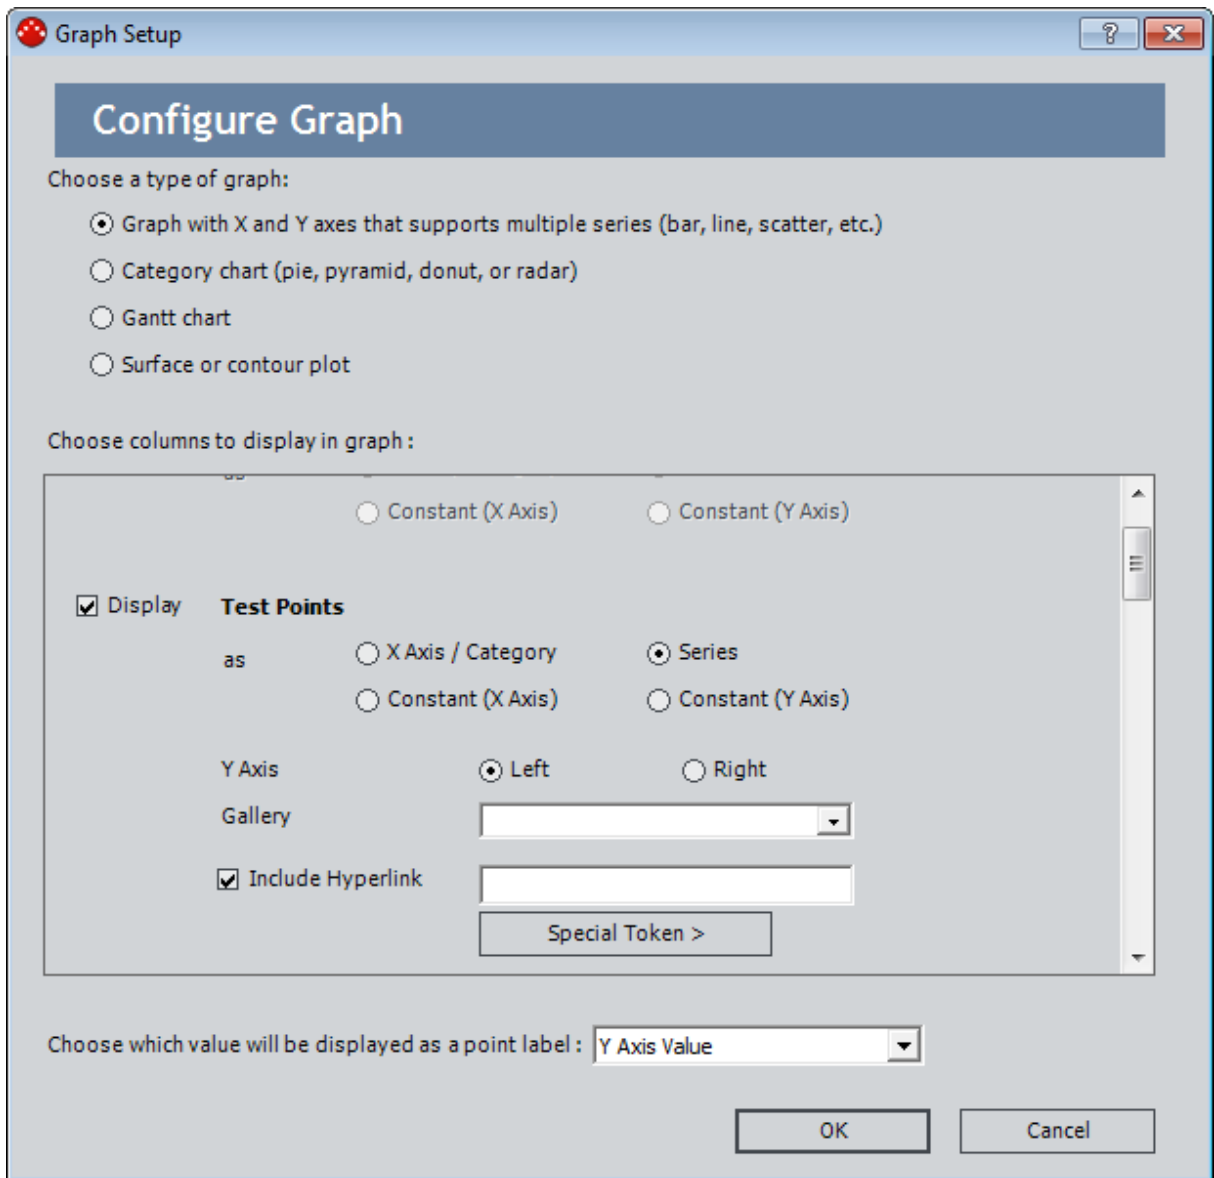 Graph Setup
Configure Graph
Choose a type of graph:
Graph with X and Y axes that supports multiple series (bar, line, scatter, etc.)
Category chart (pie, pyramid, donut, or radar)
Gantt chart
Surface or contour plot
Choose columns to display in graph :
Constant (X Axis) Constant (Y Axis)
Display Test Points
as X Axis / Category Series
Constant (X Axis) Constant (Y Axis)
Y Axis Left Right
Gallery
Include Hyperlink
Special Token >
Choose which value will be displayed as a point label : Y Axis Value
OK Cancel